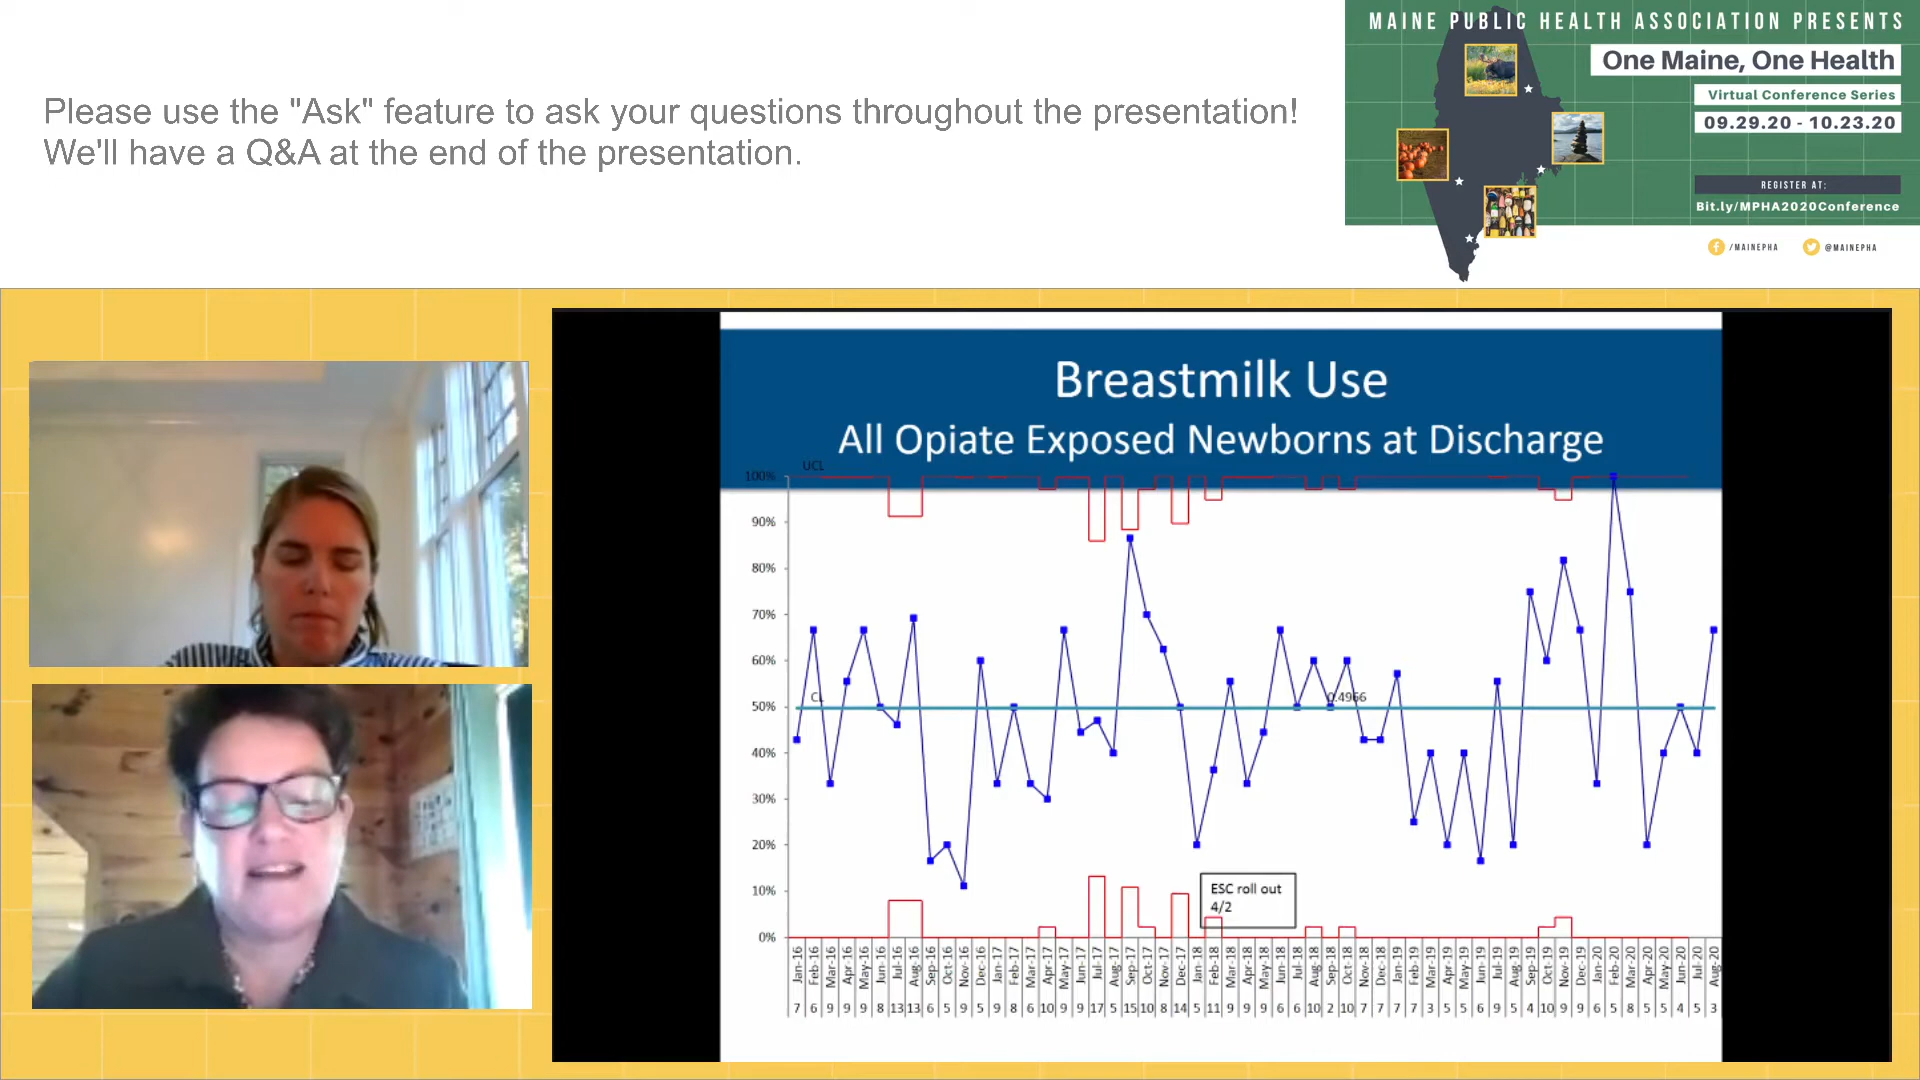 Please use the "Ask" feature to ask your questions throughout the presentation!
We'll have a Q&A at the end of the presentation.
MAINE PUBLIC HEALTH ASSOCIATION PRESENTS
One Maine, One Health
Virtual Conference Series
09.29.20 - 10.23.20
REGISTER AT:
Bit.ly/MPHA2020Conference
/MAINEPHA
@MAINEPHA
Breastmilk Use
All Opiate Exposed Newborns at Discharge
UCL
100%
90%
80%
70%
60%
CL
0.4966
50%
40%
30%
20%
10%
ESC roll out
4/2
0%
Jan-16 Feb-16 Mar-16 Apr-16 May-16 Jun-16 Jul-16 Aug-16 Sep-16 Oct-16 Nov-16 Dec-16 Jan-17 Feb-17 Mar-17 Apr-17 May-17 Jun-17 Jul-17 Aug-17 Sep-17 Oct-17 Nov-17 Dec-17 Jan-18 Feb-18 Mar-18 Apr-18 May-18 Jun-18 Jul-18 Aug-18 Sep-18 Oct-18 Nov-18 Dec-18 Jan-19 Feb-19 Mar-19 Apr-19 May-19 Jun-19 Jul-19 Aug-19 Sep-19 Oct-19 Nov-19 Dec-19 Jan-20 Feb-20 Mar-20 Apr-20 May-20 Jun-20 Jul-20 Aug-20
7 6 9 9 9 8 13 13 6 5 9 5 9 8 6 10 9 9 17 5 15 10 8 14 5 11 9 9 9 6 6 10 2 10 7 7 7 7 3 5 5 6 9 5 4 10 9 9 6 5 8 5 5 4 5 3